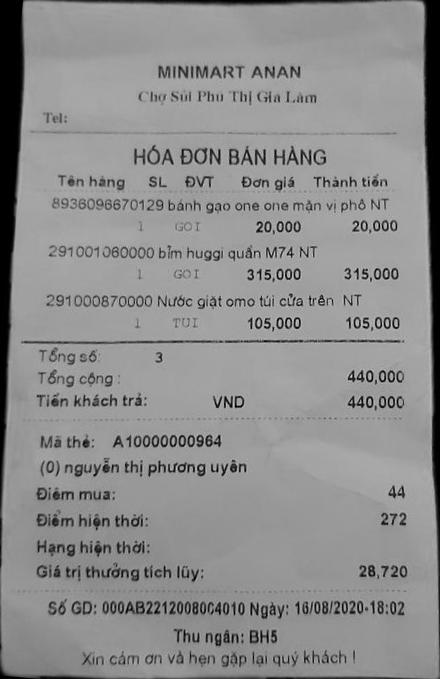 MINIMART ANAN
Chợ Sủi Phú Thị Gia Lâm
Tel:
HÓA ĐƠN BÁN HÀNG
Tên hàng SL ĐVT Đơn giá Thành tiền
8936096670129 bánh gạo one one mặn vị phô NT
1 GOI 20,000 20,000
291001060000 bỉm huggi quần M74 NT
1 GOI 315,000 315,000
291000870000 Nước giặt omo túi cửa trên NT
1 TUI 105,000 105,000
Tổng số: 3
Tổng cộng : 440,000
Tiền khách trả: VND 440,000
Mã thẻ: A10000000964
(0) nguyễn thị phương uyên
Điểm mua: 44
Điểm hiện thời: 272
Hạng hiện thời:
Giá trị thưởng tích lũy: 28,720
Số GD: 000AB2212008004010 Ngày: 16/08/2020-18:02
Thu ngân: BH5
Xin cảm ơn và hẹn gặp lại quý khách !